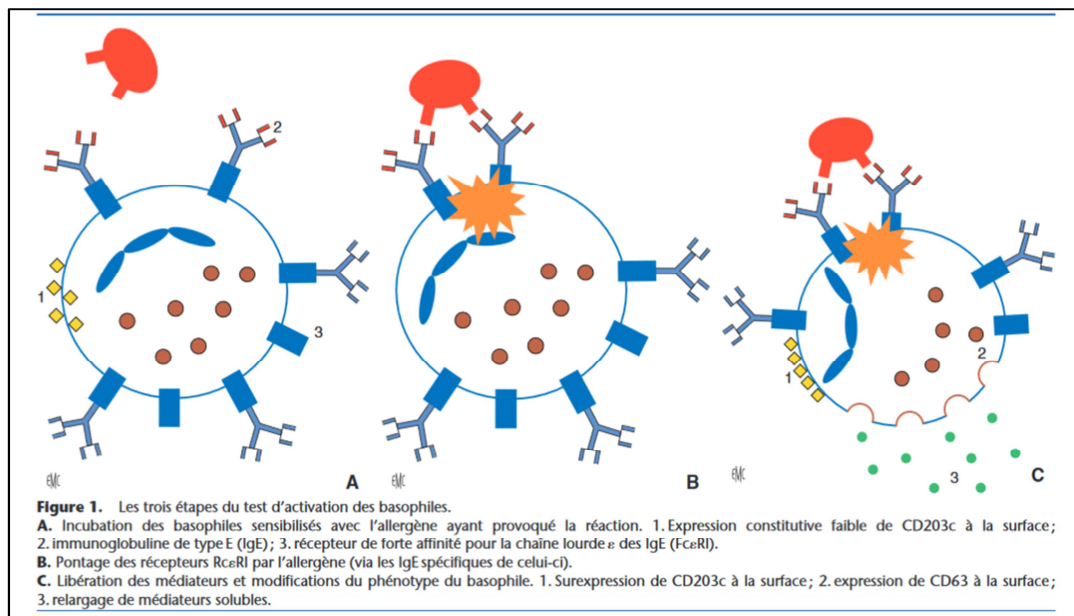 2
1
3
1
2
3
EMC
A
EMC
B
EMC
C
Figure 1. Les trois étapes du test d'activation des basophiles.
A. Incubation des basophiles sensibilisés avec l'allergène ayant provoqué la réaction. 1. Expression constitutive faible de CD203c à la surface;
2. immunoglobuline de type E (IgE); 3. récepteur de forte affinité pour la chaîne lourde ε des IgE (FcεRI).
B. Pontage des récepteurs RcεRI par l'allergène (via les IgE spécifiques de celui-ci).
C. Libération des médiateurs et modifications du phénotype du basophile. 1. Surexpression de CD203c à la surface; 2. expression de CD63 à la surface;
3. relargage de médiateurs solubles.